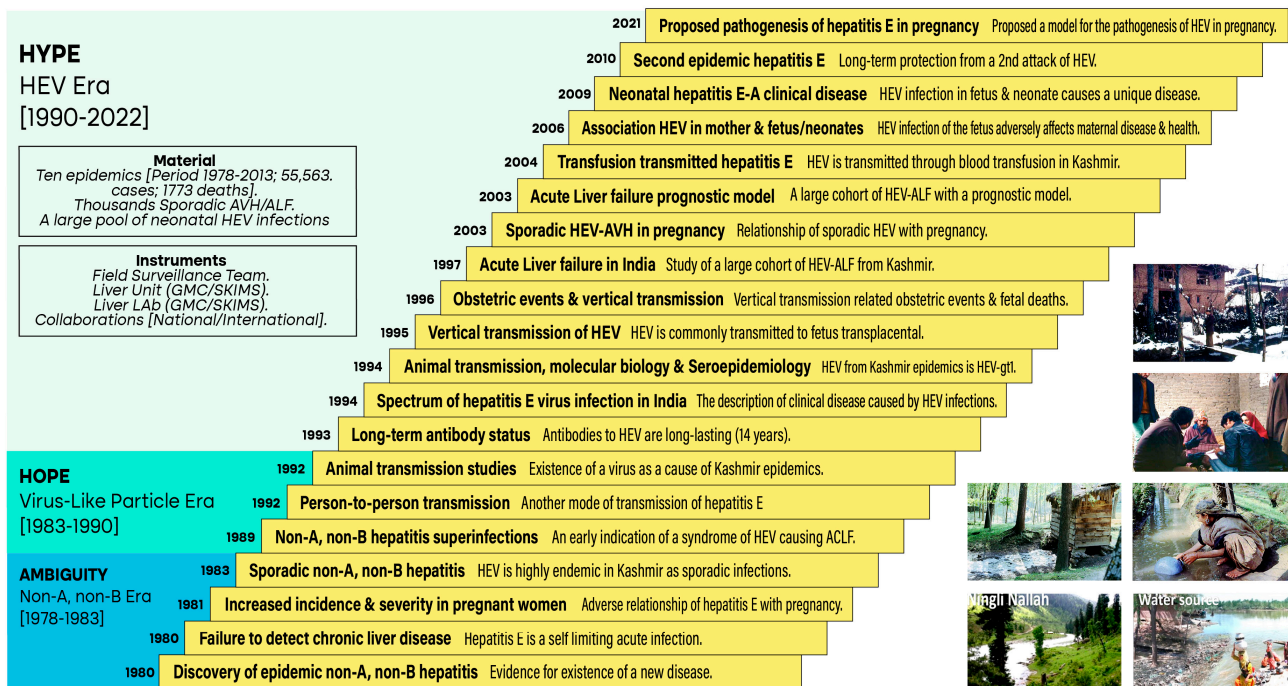 HYPE
HEV Era
[1990-2022]
Material
Ten epidemics [Period 1978-2013; 55,563.
cases; 1773 deaths].
Thousands Sporadic AVH/ALF.
A large pool of neonatal HEV infections
Instruments
Field Surveillance Team.
Liver Unit (GMC/SKIMS).
Liver LAb (GMC/SKIMS).
Collaborations [National/International].
HOPE
Virus-Like Particle Era
[1983-1990]
AMBIGUITY
Non-A, non-B Era
[1978-1983]
2021 Proposed pathogenesis of hepatitis E in pregnancy Proposed a model for the pathogenesis of HEV in pregnancy.
2010 Second epidemic hepatitis E Long-term protection from a 2nd attack of HEV.
2009 Neonatal hepatitis E-A clinical disease HEV infection in fetus & neonate causes a unique disease.
2006 Association HEV in mother & fetus/neonates HEV infection of the fetus adversely affects maternal disease & health.
2004 Transfusion transmitted hepatitis E HEV is transmitted through blood transfusion in Kashmir.
2003 Acute Liver failure prognostic model A large cohort of HEV-ALF with a prognostic model.
2003 Sporadic HEV-AVH in pregnancy Relationship of sporadic HEV with pregnancy.
1997 Acute Liver failure in India Study of a large cohort of HEV-ALF from Kashmir.
1996 Obstetric events & vertical transmission Vertical transmission related obstetric events & fetal deaths.
1995 Vertical transmission of HEV HEV is commonly transmitted to fetus transplacental.
1994 Animal transmission, molecular biology & Seroepidemiology HEV from Kashmir epidemics is HEV-gt1.
1994 Spectrum of hepatitis E virus infection in India The description of clinical disease caused by HEV infections.
1993 Long-term antibody status Antibodies to HEV are long-lasting (14 years).
1992 Animal transmission studies Existence of a virus as a cause of Kashmir epidemics.
1992 Person-to-person transmission Another mode of transmission of hepatitis E
1989 Non-A, non-B hepatitis superinfections An early indication of a syndrome of HEV causing ACLF.
1983 Sporadic non-A, non-B hepatitis HEV is highly endemic in Kashmir as sporadic infections.
1981 Increased incidence & severity in pregnant women Adverse relationship of hepatitis E with pregnancy.
1980 Failure to detect chronic liver disease Hepatitis E is a self limiting acute infection.
1980 Discovery of epidemic non-A, non-B hepatitis Evidence for existence of a new disease.
Ningli Nallah
Water source